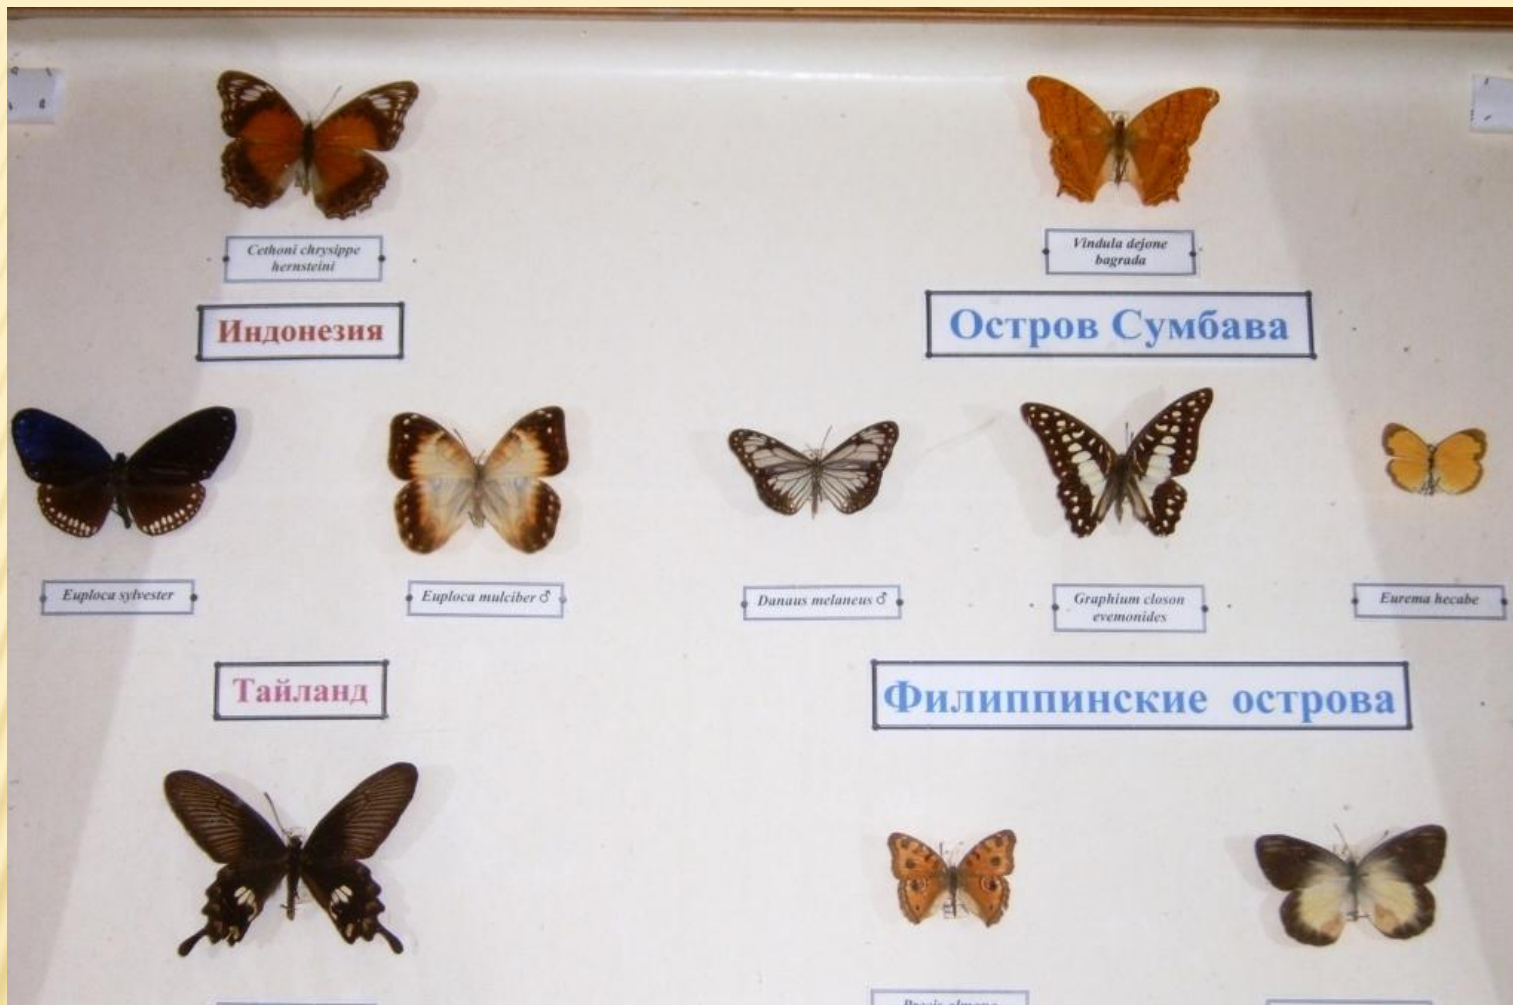 Cethoni chrysippe
hernsteini
Vindula dejone
bagrada
Индонезия
Остров Сумбава
Euploca sylvester
Euploca mulciber ♂
Danaus melaneus ♂
Graphium closon
evemonides
Eurema hecabe
Тайланд
Филиппинские острова